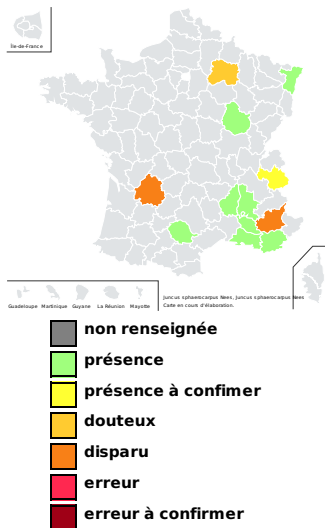 Île-de-France
Guadeloupe Martinique Guyane La Réunion Mayotte
Juncus sphaerocarpus Nees, Juncus sphaerocarpus Nees
Carte en cours d'élaboration.
non renseignée
présence
présence à confimer
douteux
disparu
erreur
erreur à confirmer